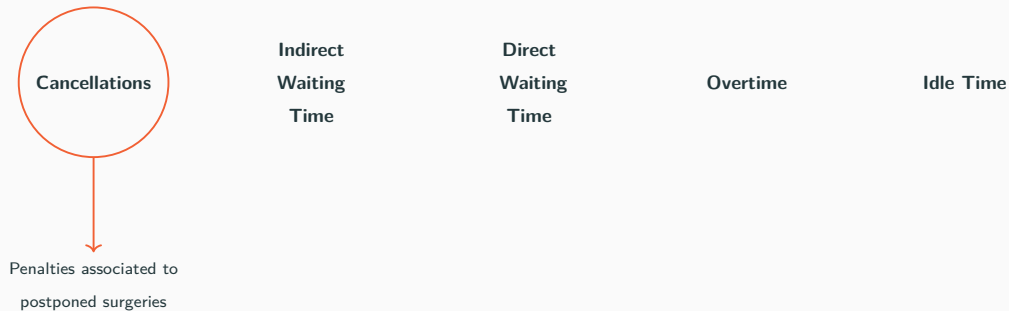 Cancellations
Indirect
Waiting
Time
Direct
Waiting
Time
Overtime
Idle Time
Penalties associated to
postponed surgeries